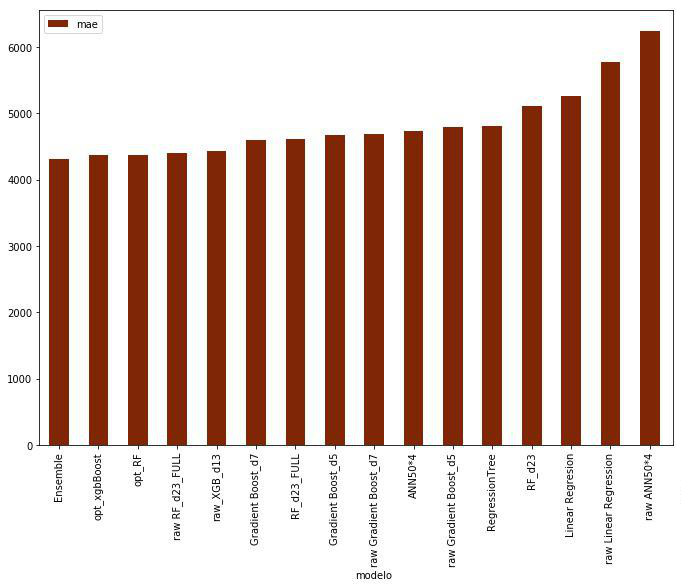 mae
6000
5000
4000
3000
2000
1000
0
Ensemble
opt_xgbBoost
opt_RF
raw RF_d23_FULL
raw_XGB_d13
Gradient Boost_d7
RF_d23_FULL
Gradient Boost_d5
raw Gradient Boost_d7
ANN50*4
raw Gradient Boost_d5
RegressionTree
RF_d23
Linear Regresion
raw Linear Regression
raw ANN50*4
modelo